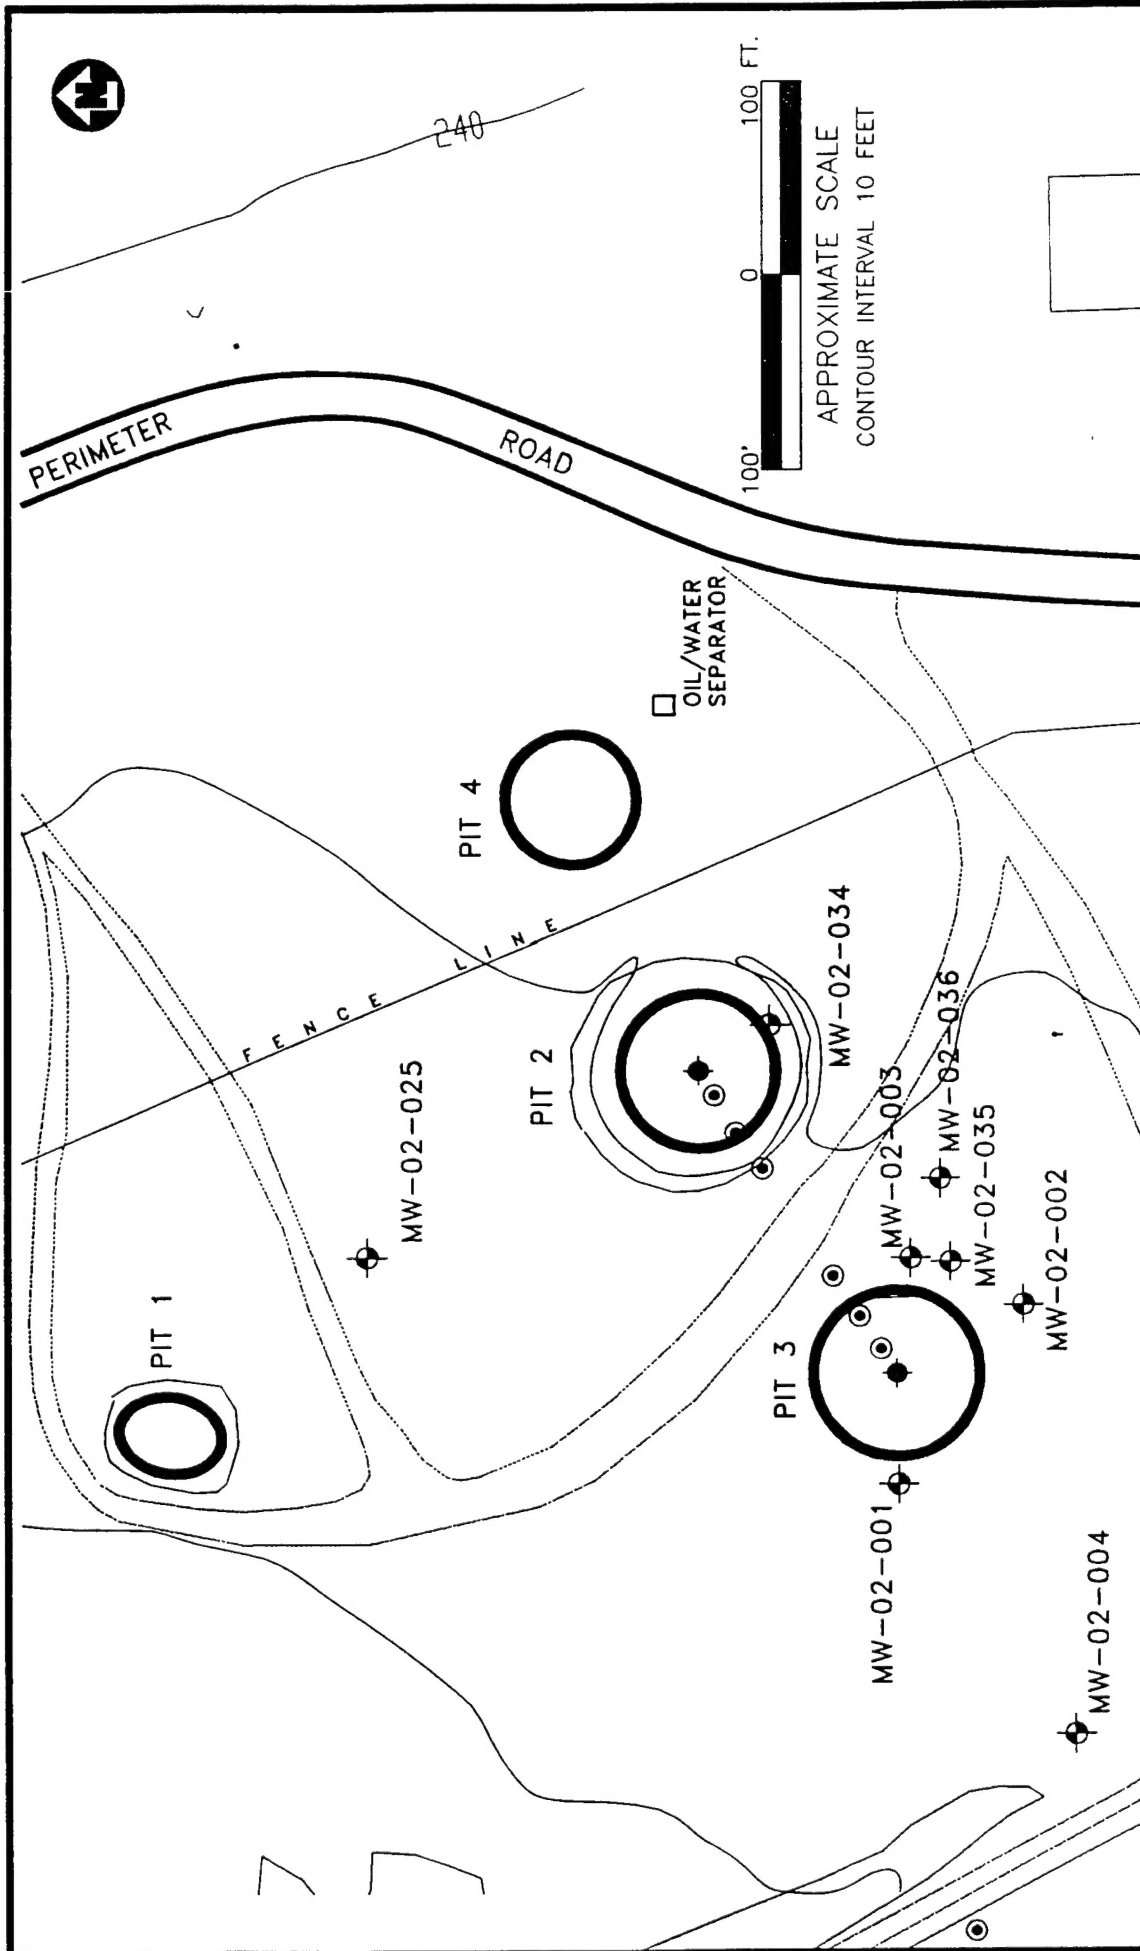 N
240
100' 0 100 FT.
APPROXIMATE SCALE
CONTOUR INTERVAL 10 FEET
PERIMETER ROAD
OIL/WATER
SEPARATOR
PIT 4
FENCE LINE
MW-02-034
PIT 2
MW-02-036
MW-02-025
MW-02-003
MW-02-035
MW-02-002
PIT 1
PIT 3
MW-02-001
MW-02-004